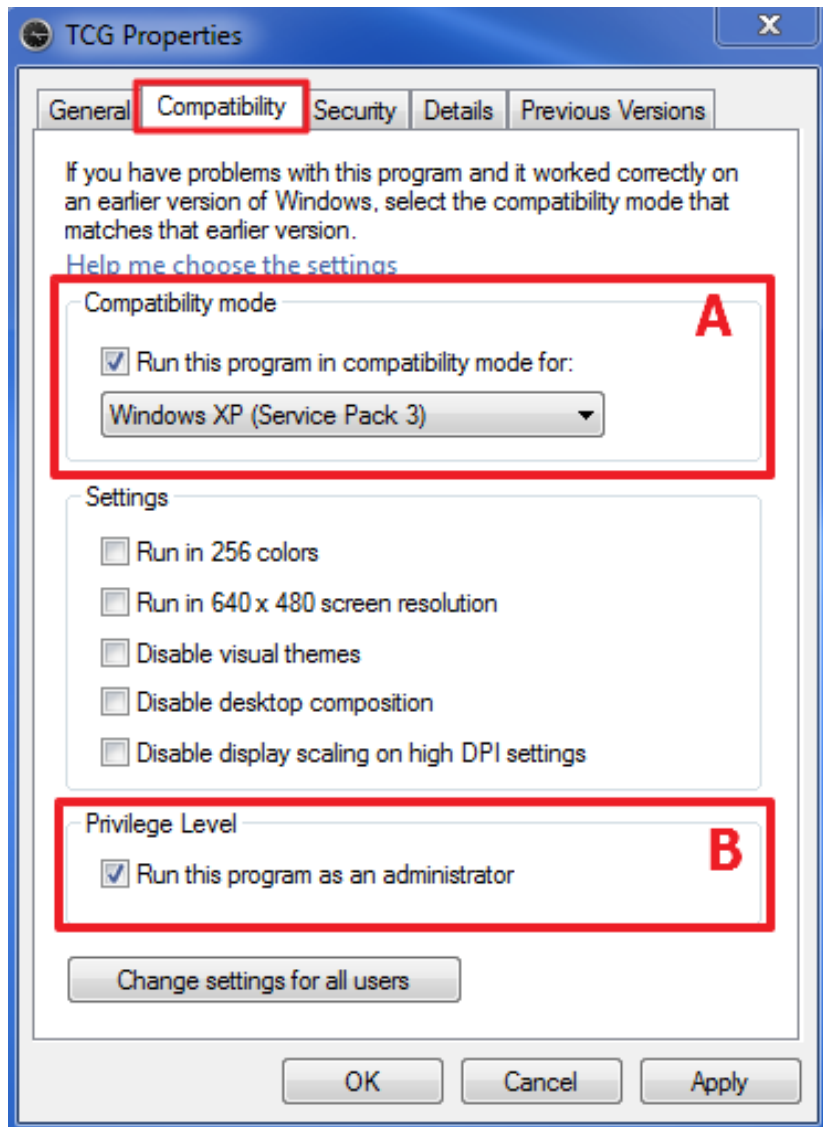 TCG Properties
X
General Compatibility Security Details Previous Versions
If you have problems with this program and it worked correctly on
an earlier version of Windows, select the compatibility mode that
matches that earlier version.
Help me choose the settings
Compatibility mode
A
Run this program in compatibility mode for:
Windows XP (Service Pack 3)
Settings
Run in 256 colors
Run in 640 x 480 screen resolution
Disable visual themes
Disable desktop composition
Disable display scaling on high DPI settings
Privilege Level
B
Run this program as an administrator
Change settings for all users
OK Cancel Apply